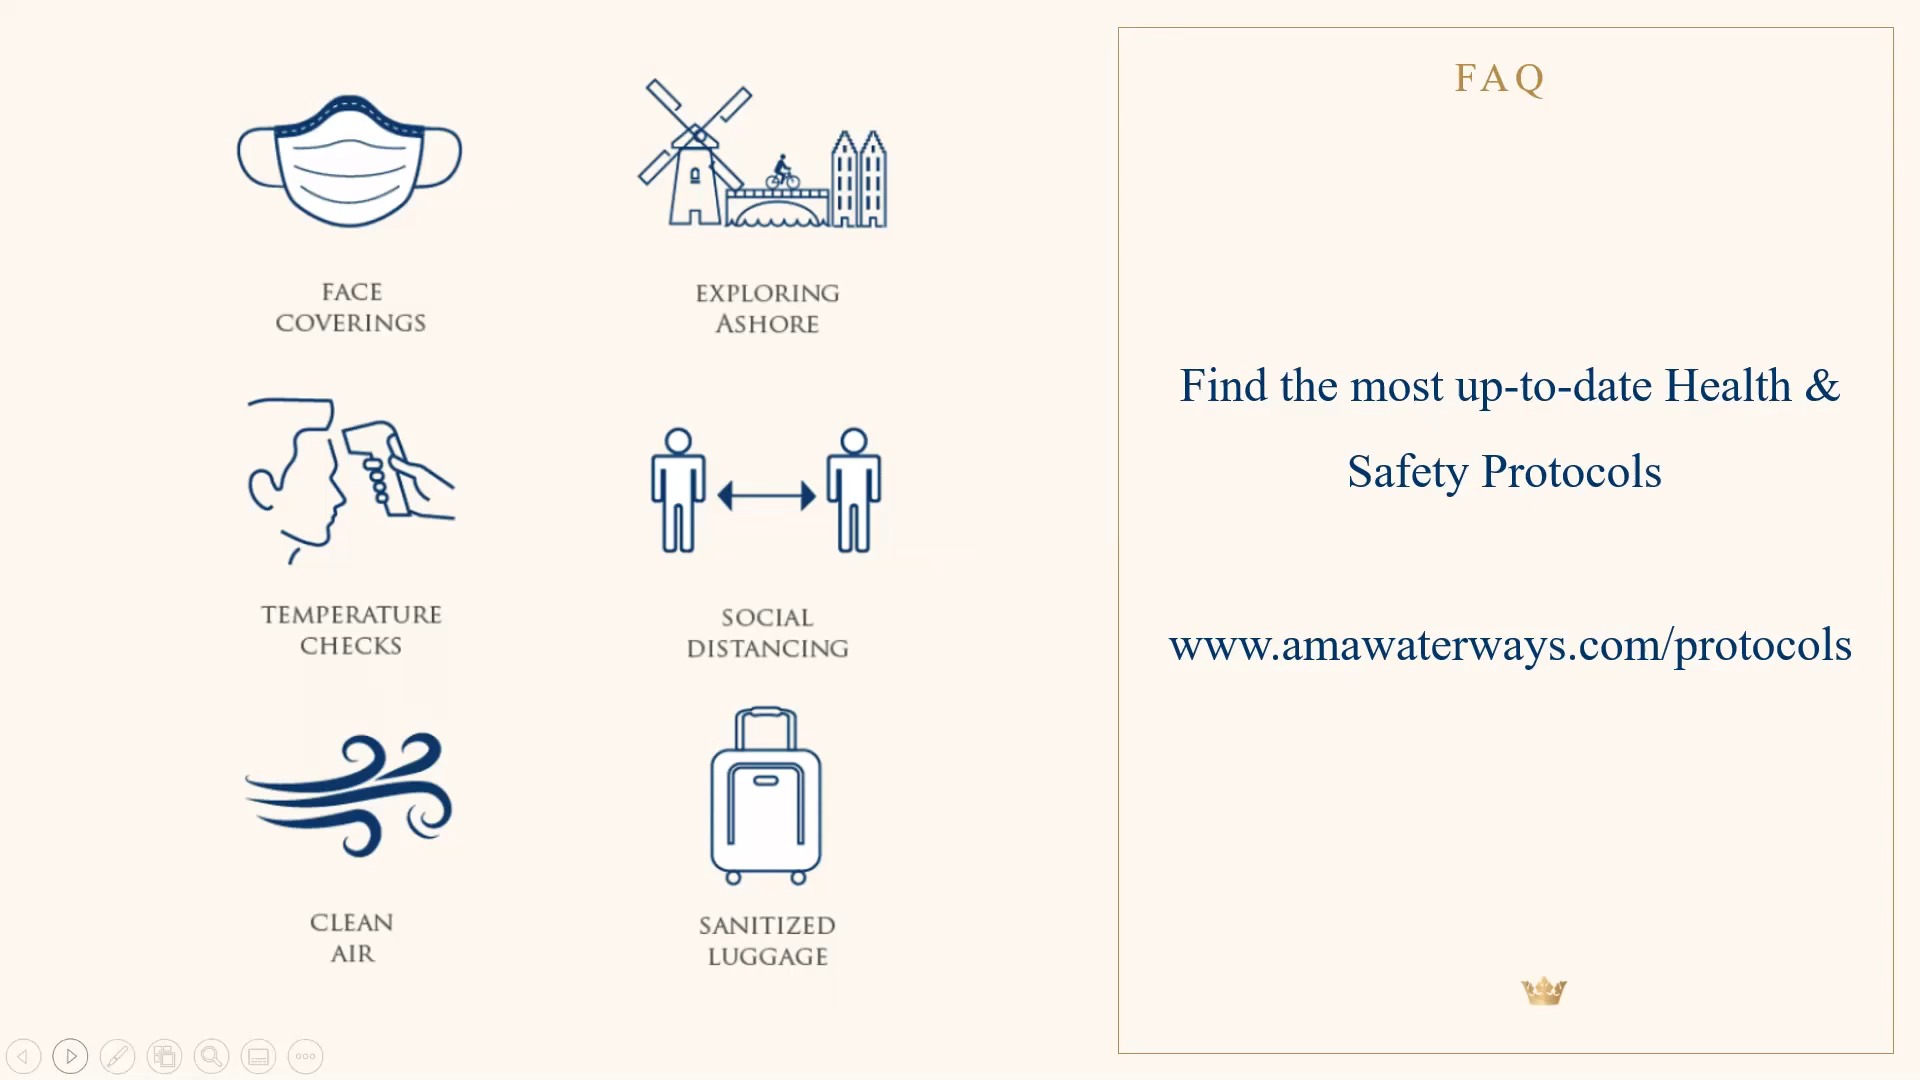 FACE
COVERINGS
EXPLORING
ASHORE
TEMPERATURE
CHECKS
SOCIAL
DISTANCING
CLEAN
AIR
SANITIZED
LUGGAGE
FAQ
Find the most up-to-date Health &
Safety Protocols
www.amawaterways.com/protocols